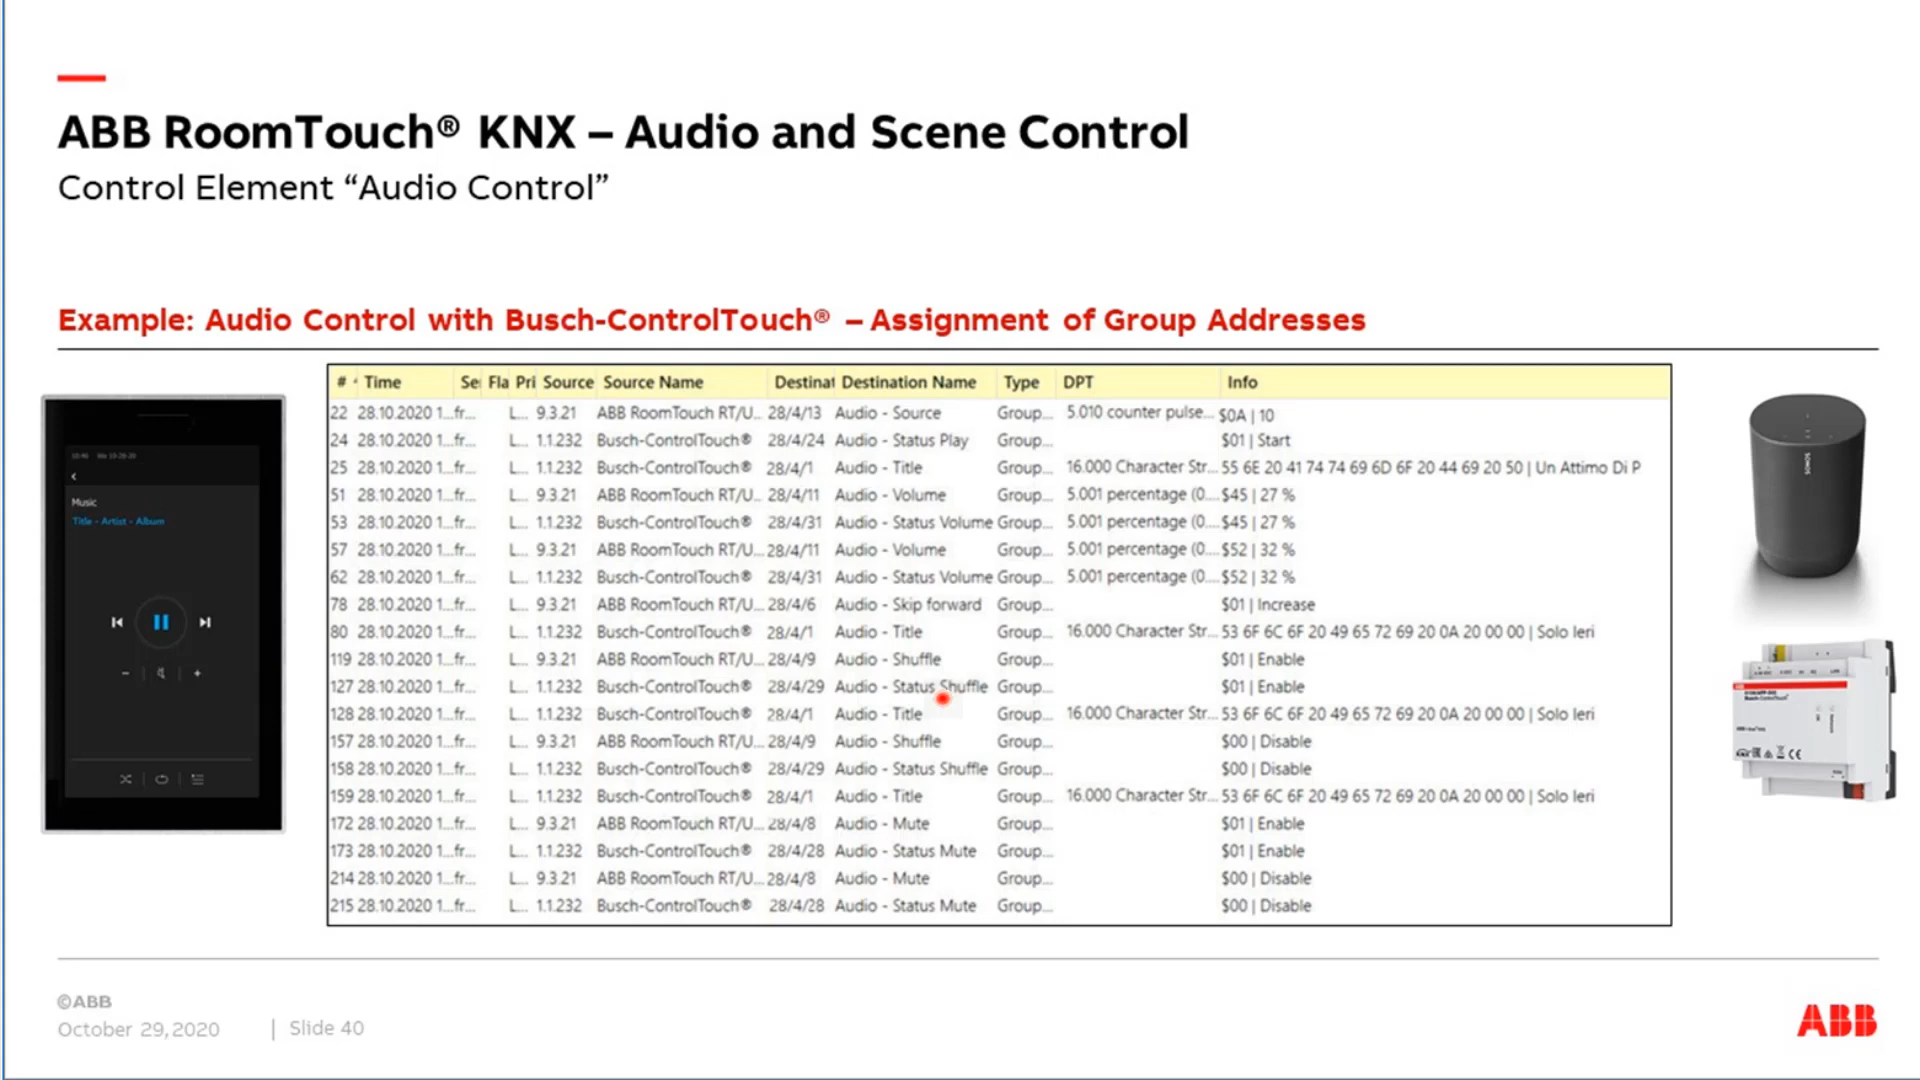 ABB RoomTouch® KNX – Audio and Scene Control
Control Element “Audio Control”
Example: Audio Control with Busch-ControlTouch® – Assignment of Group Addresses
# Time Se Fla Pri Source Source Name Destinat Destination Name Type DPT Info
22 28.10.2020 1...fr... L... 9.3.21 ABB RoomTouch RT/U... 28/4/13 Audio - Source Group... 5.010 counter pulse... $0A | 10
24 28.10.2020 1...fr... L... 1.1.232 Busch-ControlTouch® 28/4/24 Audio - Status Play Group... $01 | Start
25 28.10.2020 1...fr... L... 1.1.232 Busch-ControlTouch® 28/4/1 Audio - Title Group... 16.000 Character Str... 55 6E 20 41 74 74 69 6D 6F 20 44 69 20 50 | Un Attimo Di P
51 28.10.2020 1...fr... L... 9.3.21 ABB RoomTouch RT/U... 28/4/11 Audio - Volume Group... 5.001 percentage (0... $45 | 27 %
53 28.10.2020 1...fr... L... 1.1.232 Busch-ControlTouch® 28/4/31 Audio - Status Volume Group... 5.001 percentage (0... $45 | 27 %
57 28.10.2020 1...fr... L... 9.3.21 ABB RoomTouch RT/U... 28/4/11 Audio - Volume Group... 5.001 percentage (0... $52 | 32 %
62 28.10.2020 1...fr... L... 1.1.232 Busch-ControlTouch® 28/4/31 Audio - Status Volume Group... 5.001 percentage (0... $52 | 32 %
78 28.10.2020 1...fr... L... 9.3.21 ABB RoomTouch RT/U... 28/4/6 Audio - Skip forward Group... $01 | Increase
80 28.10.2020 1...fr... L... 1.1.232 Busch-ControlTouch® 28/4/1 Audio - Title Group... 16.000 Character Str... 53 6F 6C 6F 20 49 65 72 69 20 0A 20 00 00 | Solo Ieri
119 28.10.2020 1...fr... L... 9.3.21 ABB RoomTouch RT/U... 28/4/9 Audio - Shuffle Group... $01 | Enable
127 28.10.2020 1...fr... L... 1.1.232 Busch-ControlTouch® 28/4/29 Audio - Status Shuffle Group... $01 | Enable
128 28.10.2020 1...fr... L... 1.1.232 Busch-ControlTouch® 28/4/1 Audio - Title Group... 16.000 Character Str... 53 6F 6C 6F 20 49 65 72 69 20 0A 20 00 00 | Solo Ieri
157 28.10.2020 1...fr... L... 9.3.21 ABB RoomTouch RT/U... 28/4/9 Audio - Shuffle Group... $00 | Disable
158 28.10.2020 1...fr... L... 1.1.232 Busch-ControlTouch® 28/4/29 Audio - Status Shuffle Group... $00 | Disable
159 28.10.2020 1...fr... L... 1.1.232 Busch-ControlTouch® 28/4/1 Audio - Title Group... 16.000 Character Str... 53 6F 6C 6F 20 49 65 72 69 20 0A 20 00 00 | Solo Ieri
172 28.10.2020 1...fr... L... 9.3.21 ABB RoomTouch RT/U... 28/4/8 Audio - Mute Group... $01 | Enable
173 28.10.2020 1...fr... L... 1.1.232 Busch-ControlTouch® 28/4/28 Audio - Status Mute Group... $01 | Enable
214 28.10.2020 1...fr... L... 9.3.21 ABB RoomTouch RT/U... 28/4/8 Audio - Mute Group... $00 | Disable
215 28.10.2020 1...fr... L... 1.1.232 Busch-ControlTouch® 28/4/28 Audio - Status Mute Group... $00 | Disable
Music
Title - Artist - Album
SONOS
©ABB
October 29, 2020 | Slide 40
ABB